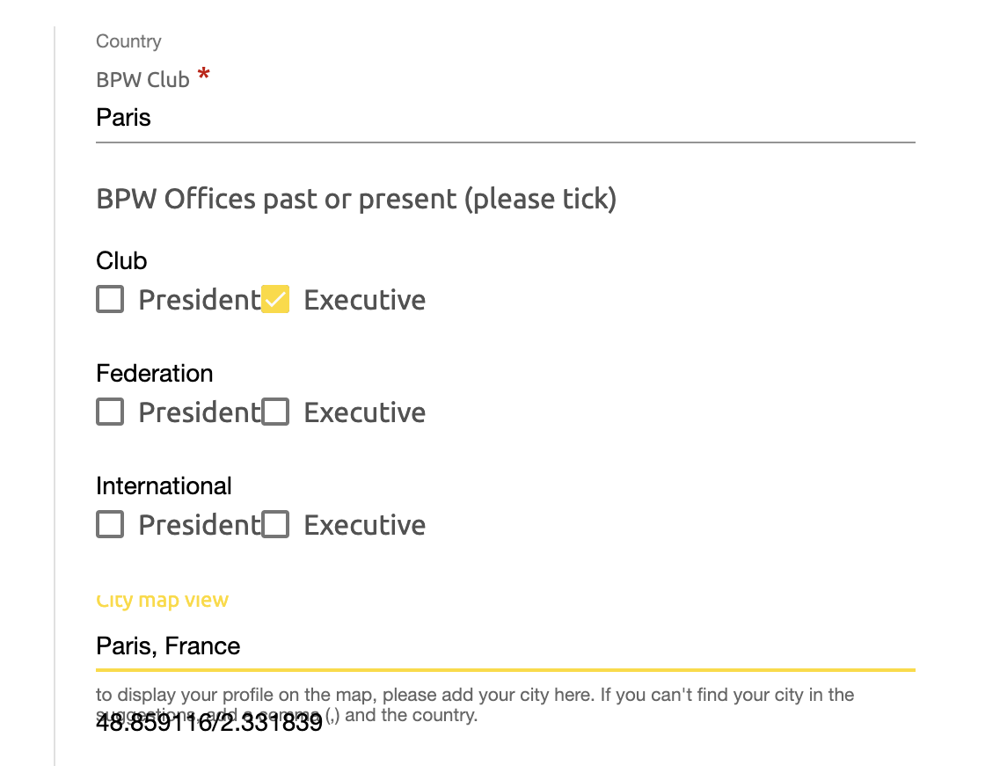 Country
BPW Club *
Paris
BPW Offices past or present (please tick)
Club
President Executive
Federation
President Executive
International
President Executive
City map view
Paris, France
to display your profile on the map, please add your city here. If you can't find your city in the
suggestions, add a comma (,) and the country.
48.859116/2.331839